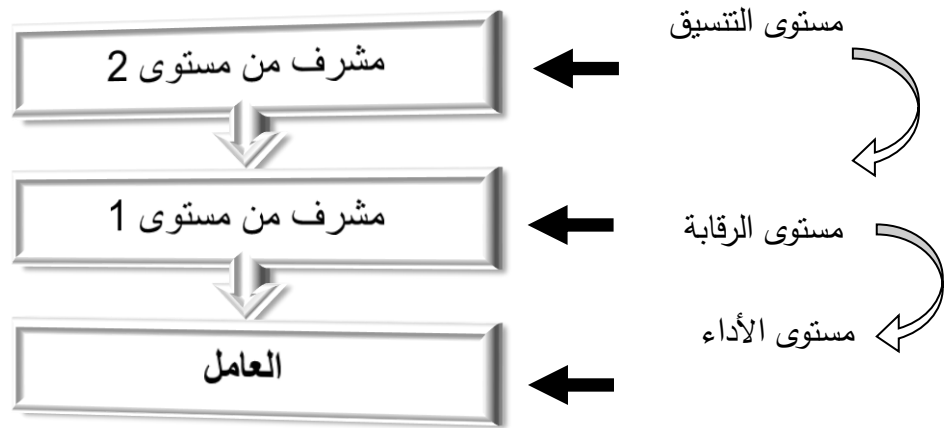 مستوى التنسيق
مشرف من مستوى 2
مستوى الرقابة
مشرف من مستوى 1
مستوى الأداء
العامل